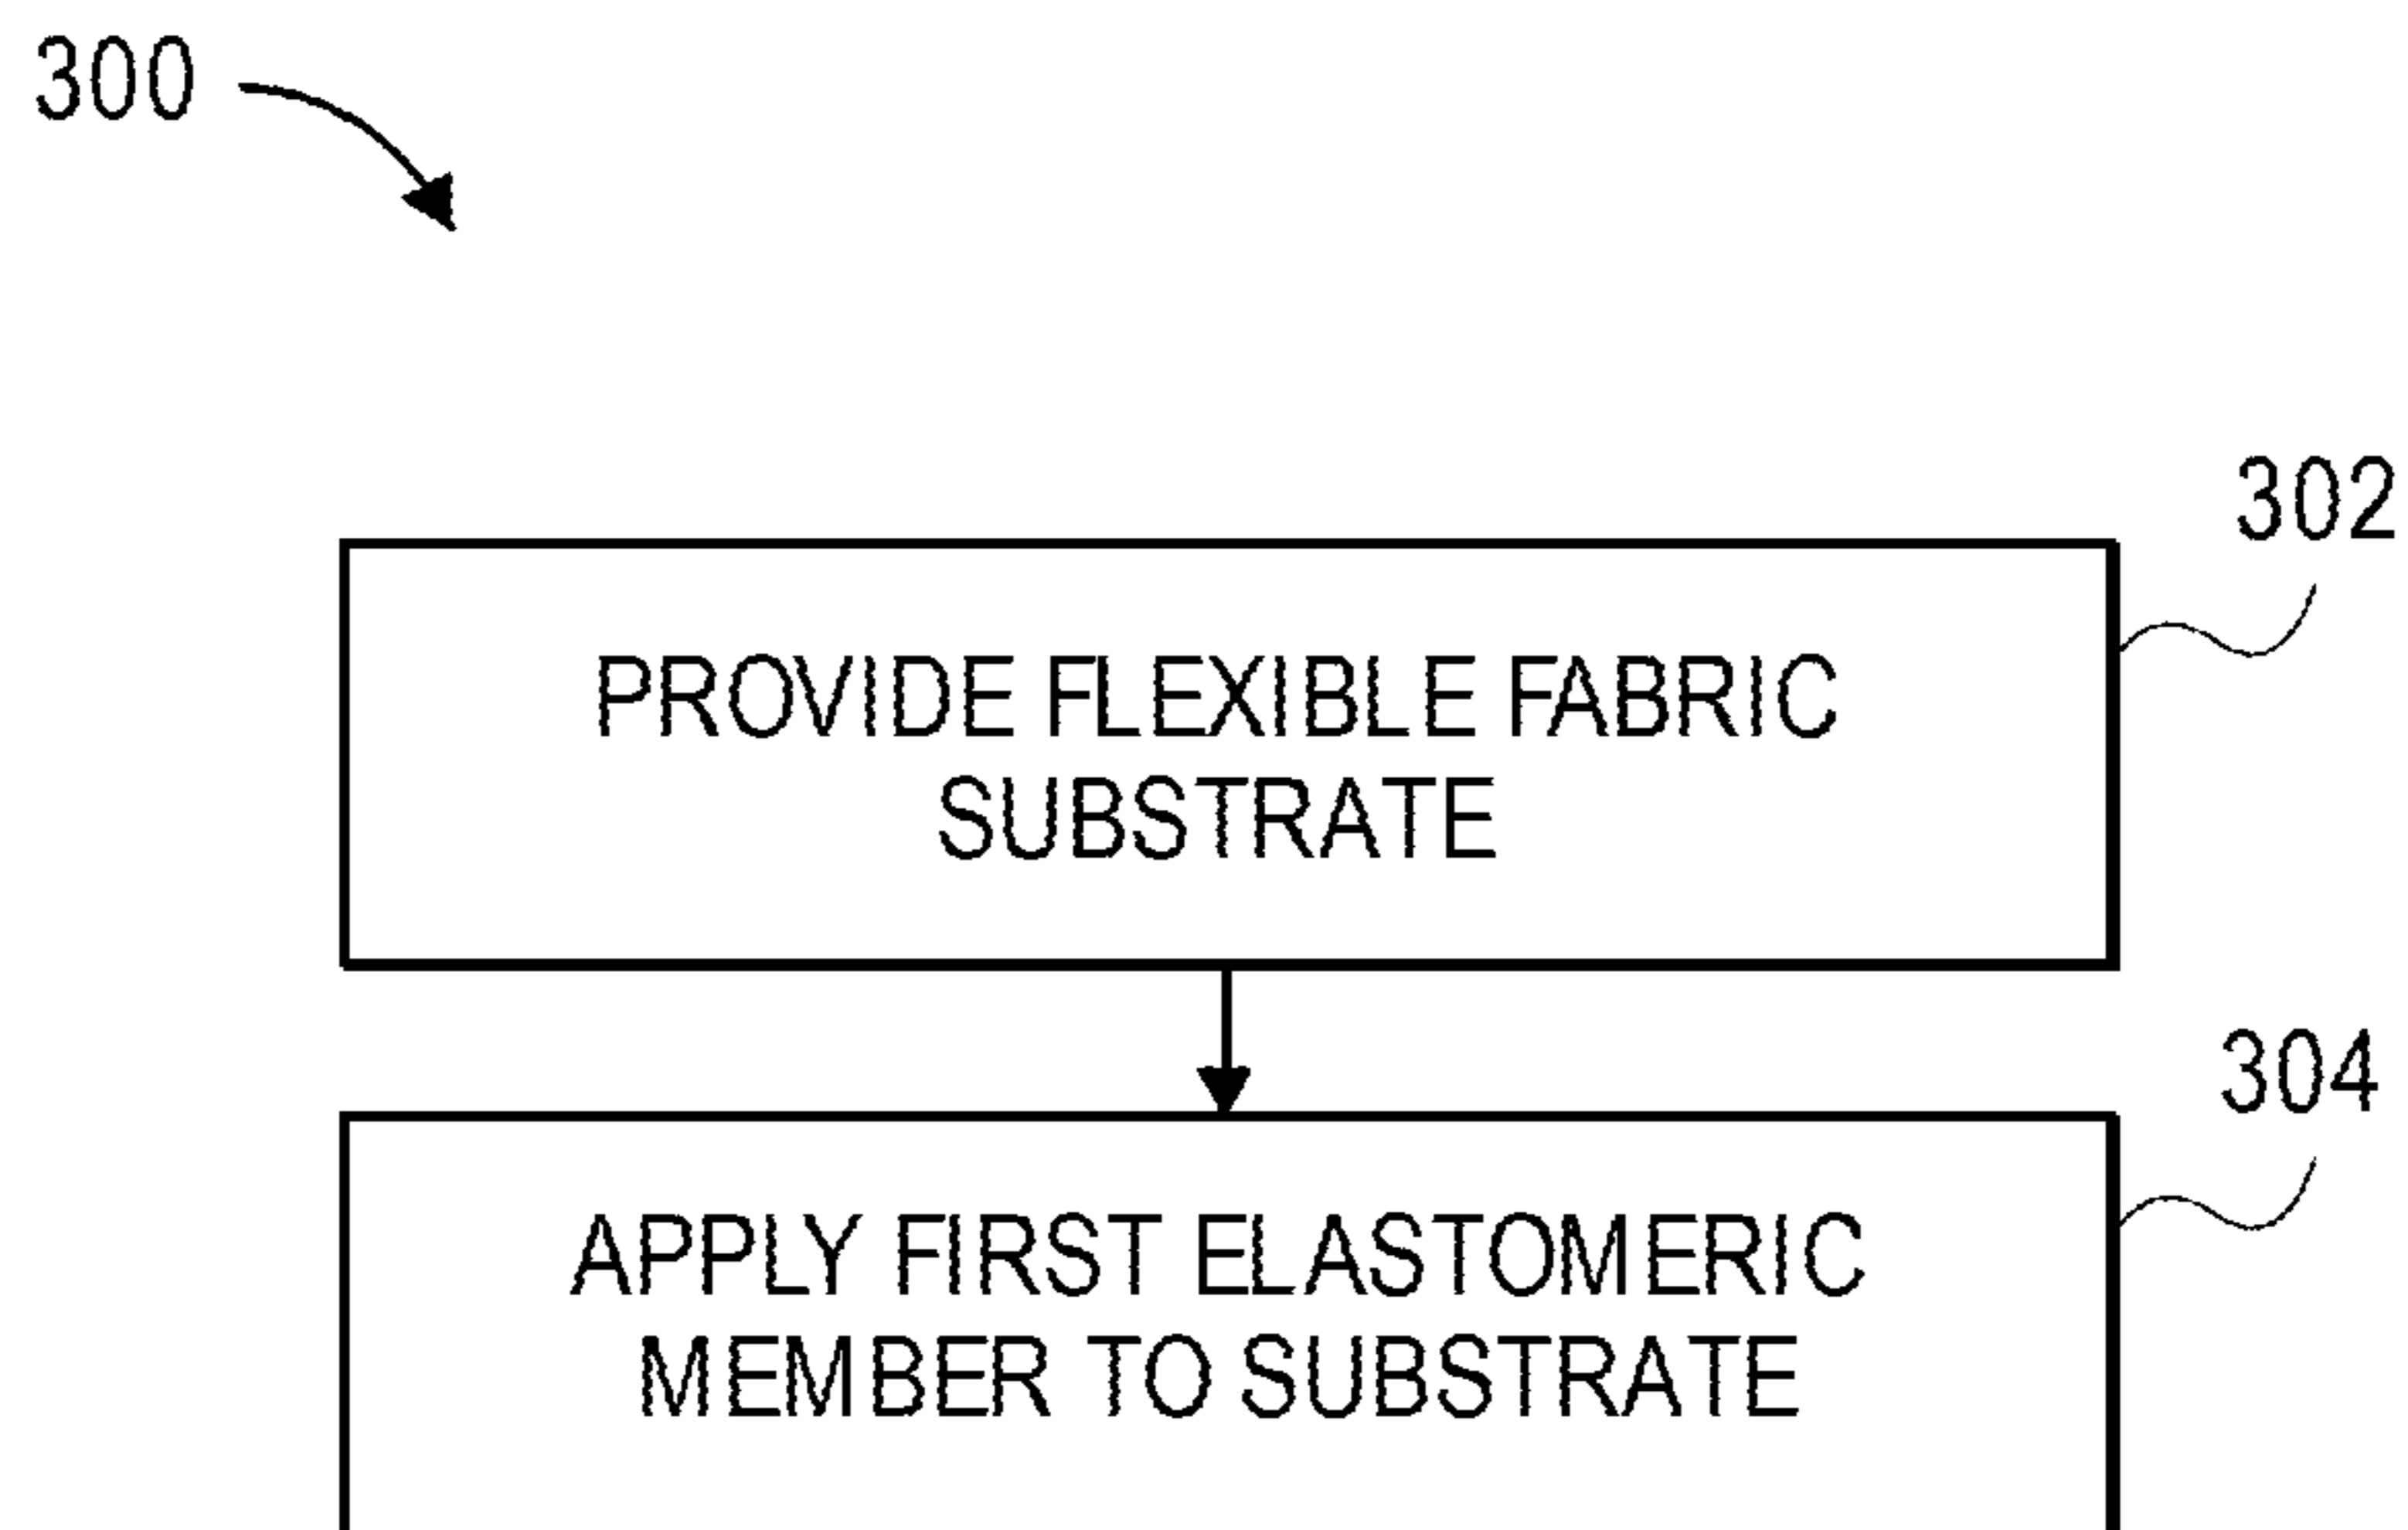 300
302
PROVIDE FLEXIBLE FABRIC
SUBSTRATE
304
APPLY FIRST ELASTOMERIC
MEMBER TO SUBSTRATE